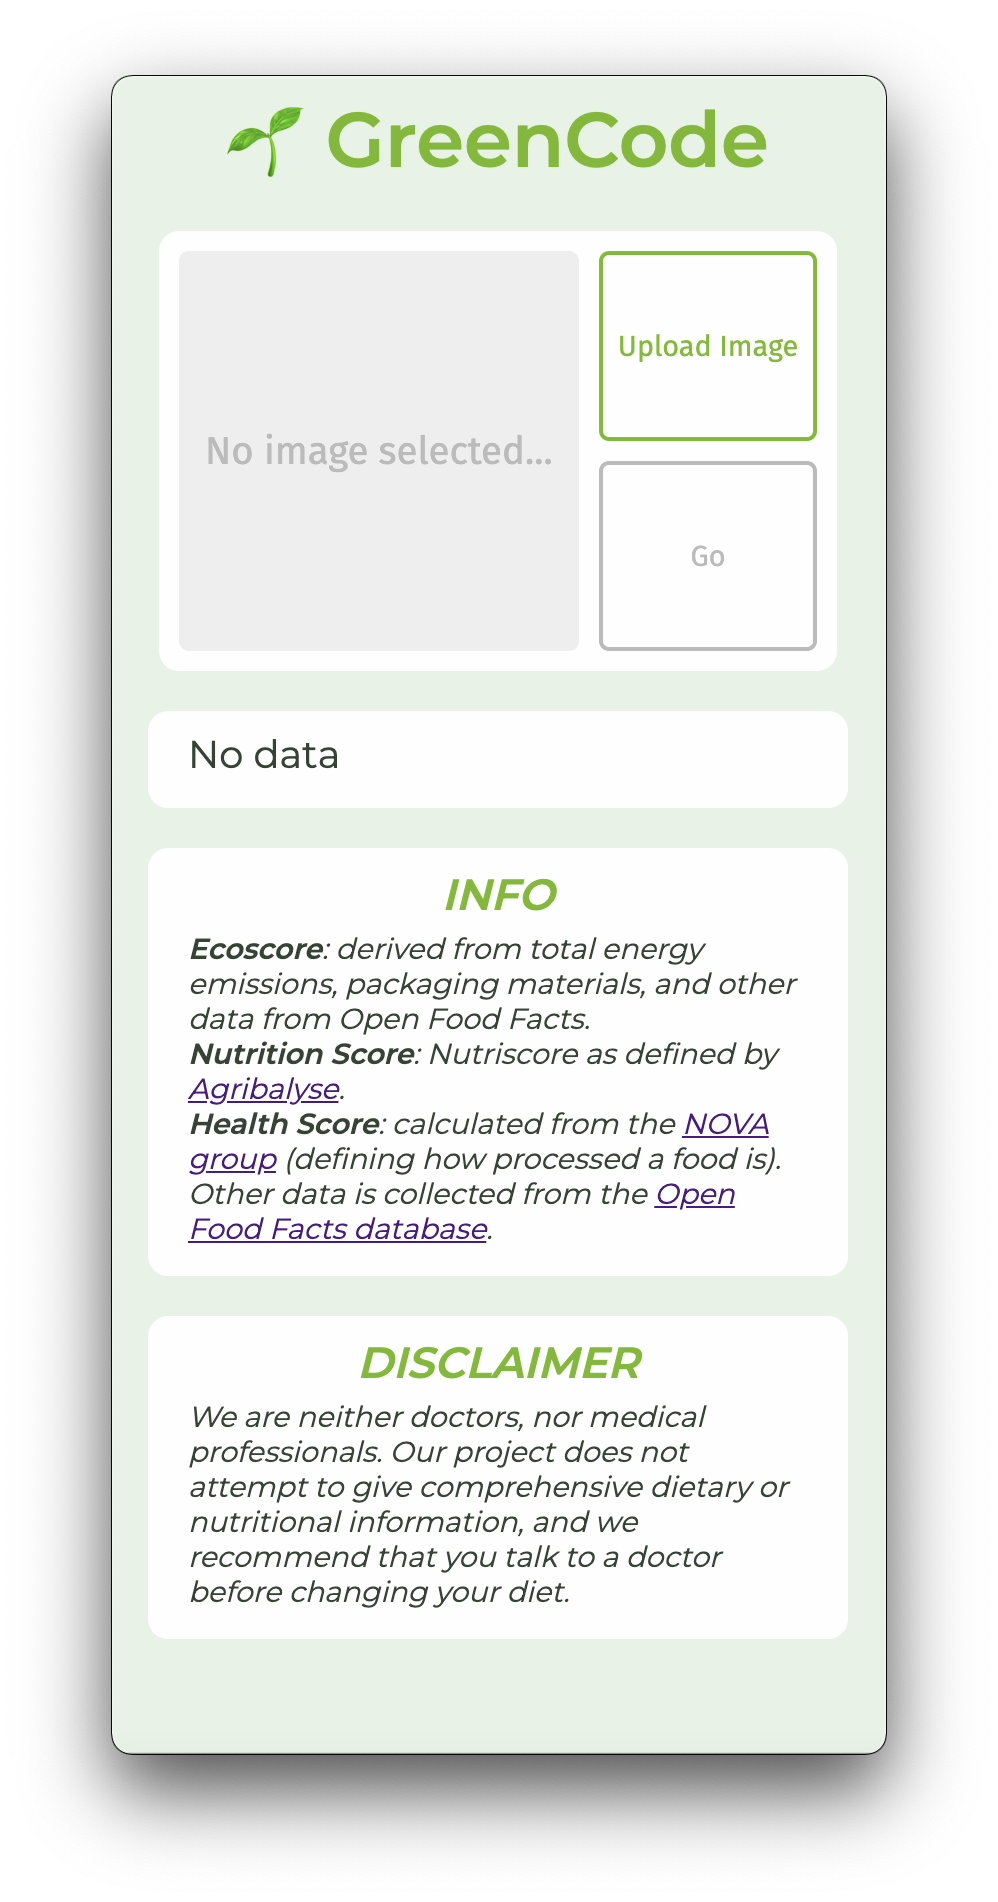 GreenCode
No image selected...
Upload Image
Go
No data
INFO
Ecoscore: derived from total energy
emissions, packaging materials, and other
data from Open Food Facts.
Nutrition Score: Nutriscore as defined by
Agribalyse.
Health Score: calculated from the NOVA
group (defining how processed a food is).
Other data is collected from the Open
Food Facts database.
DISCLAIMER
We are neither doctors, nor medical
professionals. Our project does not
attempt to give comprehensive dietary or
nutritional information, and we
recommend that you talk to a doctor
before changing your diet.